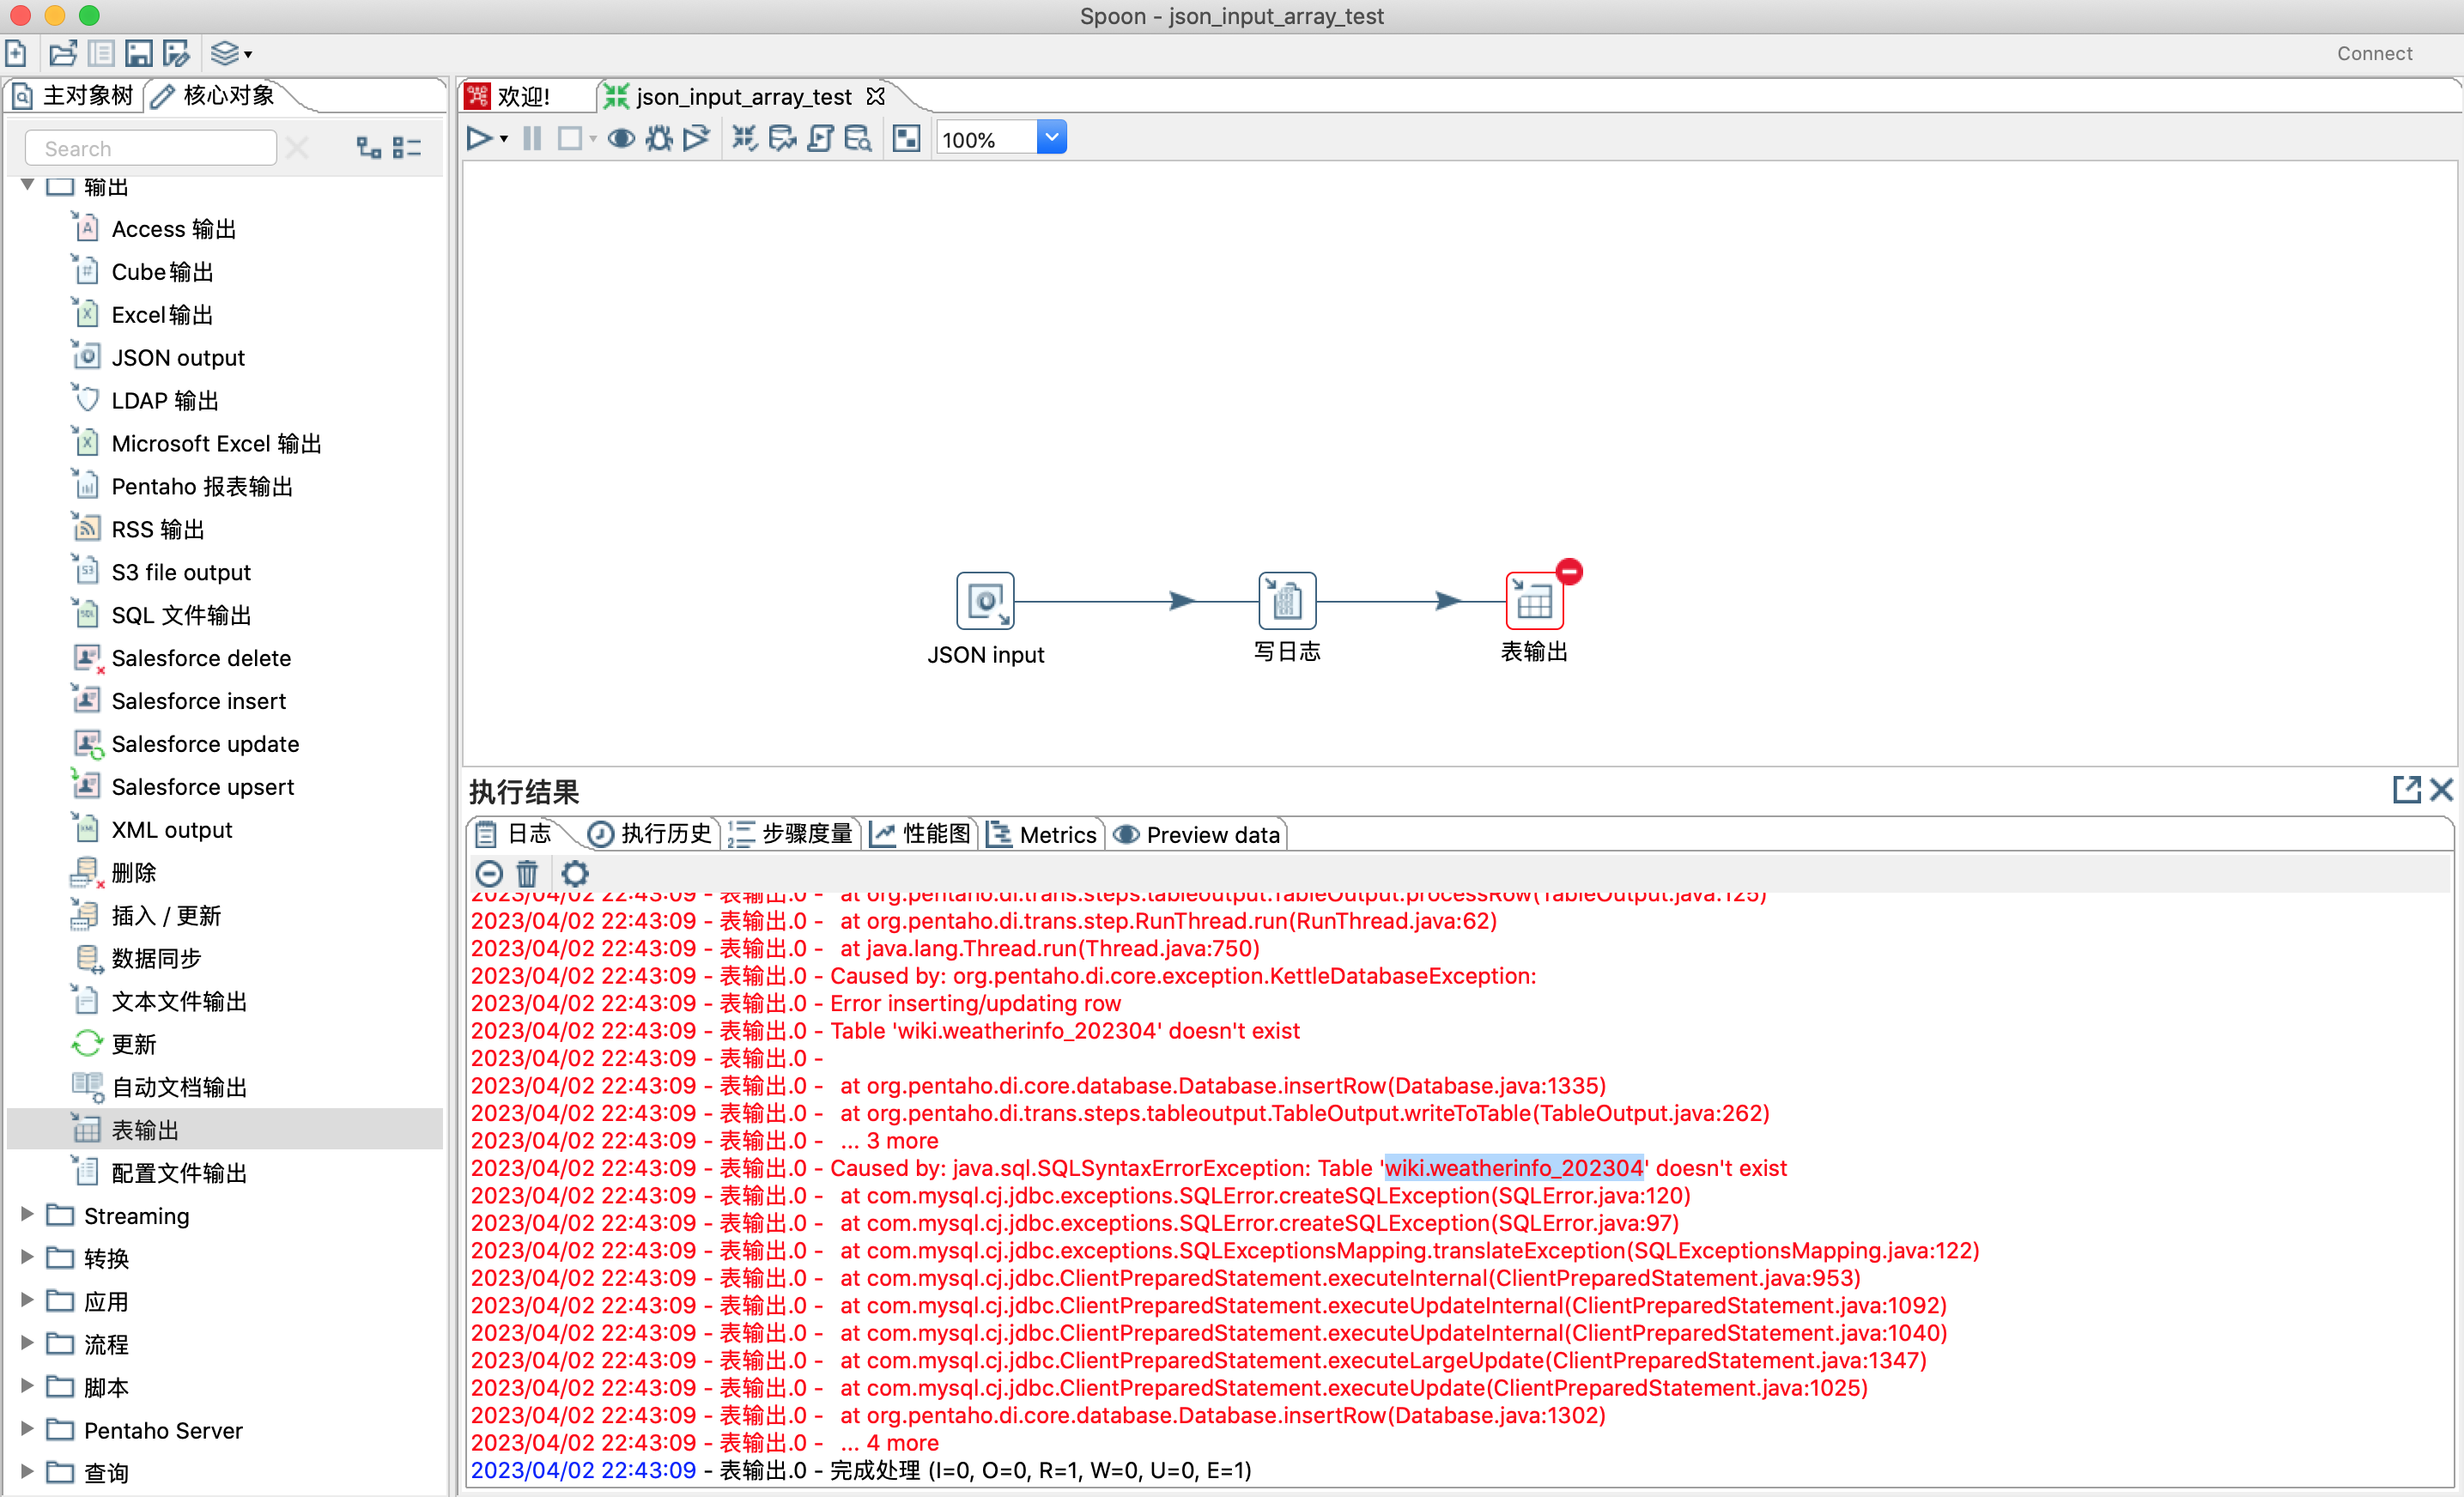 Spoon - json_input_array_test
Connect
主对象树
核心对象
欢迎!
json_input_array_test
Search
100%
输出
Access 输出
Cube输出
Excel输出
JSON output
LDAP 输出
Microsoft Excel 输出
Pentaho 报表输出
RSS 输出
S3 file output
SQL 文件输出
Salesforce delete
Salesforce insert
Salesforce update
Salesforce upsert
XML output
删除
插入 / 更新
数据同步
文本文件输出
更新
自动文档输出
表输出
配置文件输出
Streaming
转换
应用
流程
脚本
Pentaho Server
查询
JSON input
写日志
表输出
执行结果
日志
执行历史
步骤度量
性能图
Metrics
Preview data
2023/04/02 22:43:09 - 表输出.0 - at org.pentaho.di.trans.steps.tableoutput.TableOutput.processRow(TableOutput.java:125)
2023/04/02 22:43:09 - 表输出.0 - at org.pentaho.di.trans.step.RunThread.run(RunThread.java:62)
2023/04/02 22:43:09 - 表输出.0 - at java.lang.Thread.run(Thread.java:750)
2023/04/02 22:43:09 - 表输出.0 - Caused by: org.pentaho.di.core.exception.KettleDatabaseException:
2023/04/02 22:43:09 - 表输出.0 - Error inserting/updating row
2023/04/02 22:43:09 - 表输出.0 - Table 'wiki.weatherinfo_202304' doesn't exist
2023/04/02 22:43:09 - 表输出.0 -
2023/04/02 22:43:09 - 表输出.0 - at org.pentaho.di.core.database.Database.insertRow(Database.java:1335)
2023/04/02 22:43:09 - 表输出.0 - at org.pentaho.di.trans.steps.tableoutput.TableOutput.writeToTable(TableOutput.java:262)
2023/04/02 22:43:09 - 表输出.0 - ... 3 more
2023/04/02 22:43:09 - 表输出.0 - Caused by: java.sql.SQLSyntaxErrorException: Table 'wiki.weatherinfo_202304' doesn't exist
2023/04/02 22:43:09 - 表输出.0 - at com.mysql.cj.jdbc.exceptions.SQLError.createSQLException(SQLError.java:120)
2023/04/02 22:43:09 - 表输出.0 - at com.mysql.cj.jdbc.exceptions.SQLError.createSQLException(SQLError.java:97)
2023/04/02 22:43:09 - 表输出.0 - at com.mysql.cj.jdbc.exceptions.SQLExceptionsMapping.translateException(SQLExceptionsMapping.java:122)
2023/04/02 22:43:09 - 表输出.0 - at com.mysql.cj.jdbc.ClientPreparedStatement.executeInternal(ClientPreparedStatement.java:953)
2023/04/02 22:43:09 - 表输出.0 - at com.mysql.cj.jdbc.ClientPreparedStatement.executeUpdateInternal(ClientPreparedStatement.java:1092)
2023/04/02 22:43:09 - 表输出.0 - at com.mysql.cj.jdbc.ClientPreparedStatement.executeUpdateInternal(ClientPreparedStatement.java:1040)
2023/04/02 22:43:09 - 表输出.0 - at com.mysql.cj.jdbc.ClientPreparedStatement.executeLargeUpdate(ClientPreparedStatement.java:1347)
2023/04/02 22:43:09 - 表输出.0 - at com.mysql.cj.jdbc.ClientPreparedStatement.executeUpdate(ClientPreparedStatement.java:1025)
2023/04/02 22:43:09 - 表输出.0 - at org.pentaho.di.core.database.Database.insertRow(Database.java:1302)
2023/04/02 22:43:09 - 表输出.0 - ... 4 more
2023/04/02 22:43:09 - 表输出.0 - 完成处理 (I=0, O=0, R=1, W=0, U=0, E=1)